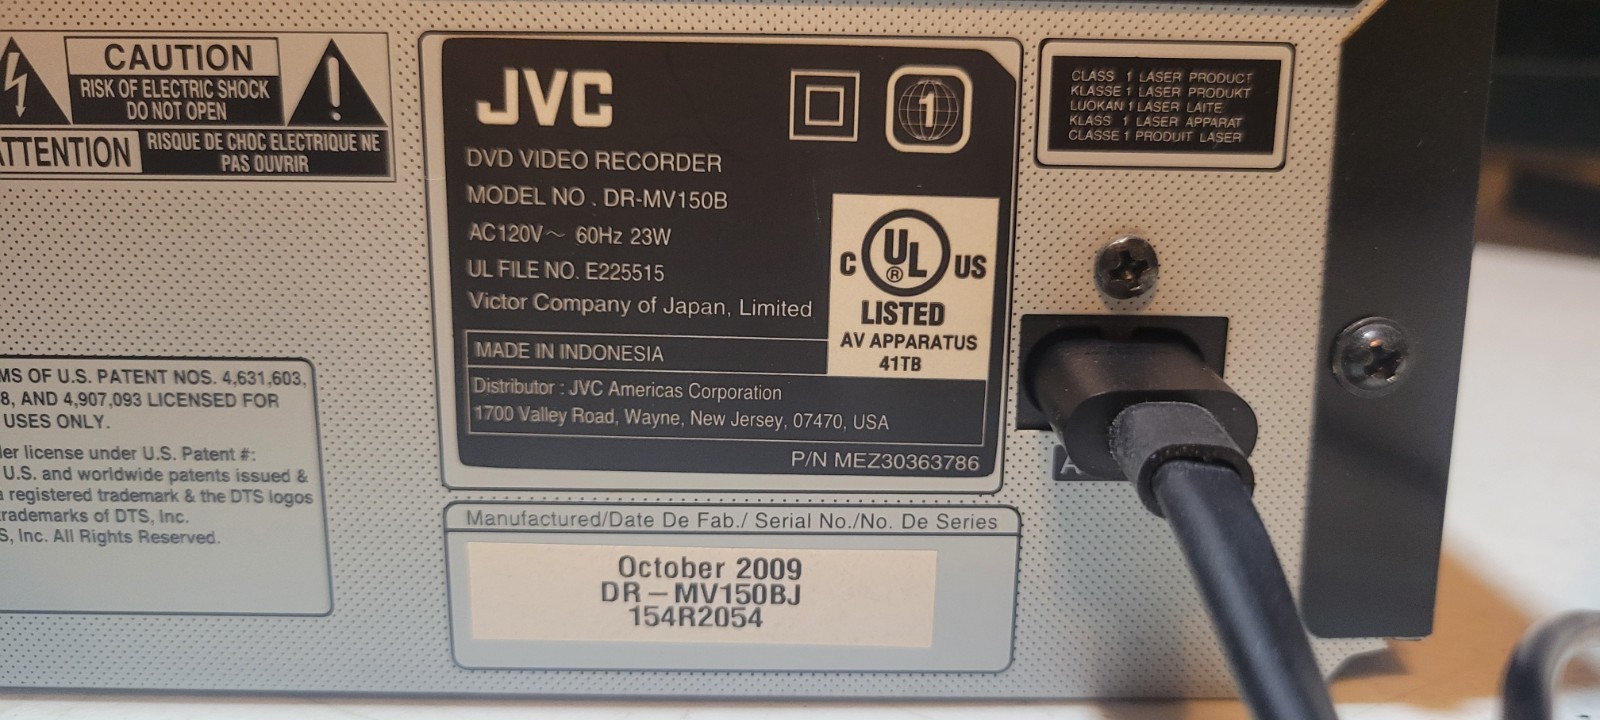 CAUTION
RISK OF ELECTRIC SHOCK
DO NOT OPEN
ATTENTION
RISQUE DE CHOC ELECTRIQUE NE
PAS OUVRIR
MS OF U.S. PATENT NOS. 4,631,603,
8, AND 4,907,093 LICENSED FOR
USES ONLY.
er license under U.S. Patent #:
U.S. and worldwide patents issued &
a registered trademark & the DTS logos
rademarks of DTS, Inc.
S, Inc. All Rights Reserved.
JVC
1
DVD VIDEO RECORDER
MODEL NO . DR-MV150B
AC120V～ 60Hz 23W
UL FILE NO. E225515
Victor Company of Japan, Limited
C UL® US
LISTED
AV APPARATUS
41TB
MADE IN INDONESIA
Distributor : JVC Americas Corporation
1700 Valley Road, Wayne, New Jersey, 07470, USA
P/N MEZ30363786
CLASS 1 LASER PRODUCT
KLASSE 1 LASER PRODUKT
LUOKAN 1 LASER LAITE
KLASS 1 LASER APPARAT
CLASSE 1 PRODUIT LASER
Manufactured/Date De Fab./ Serial No./No. De Series
October 2009
DR-MV150BJ
154R2054